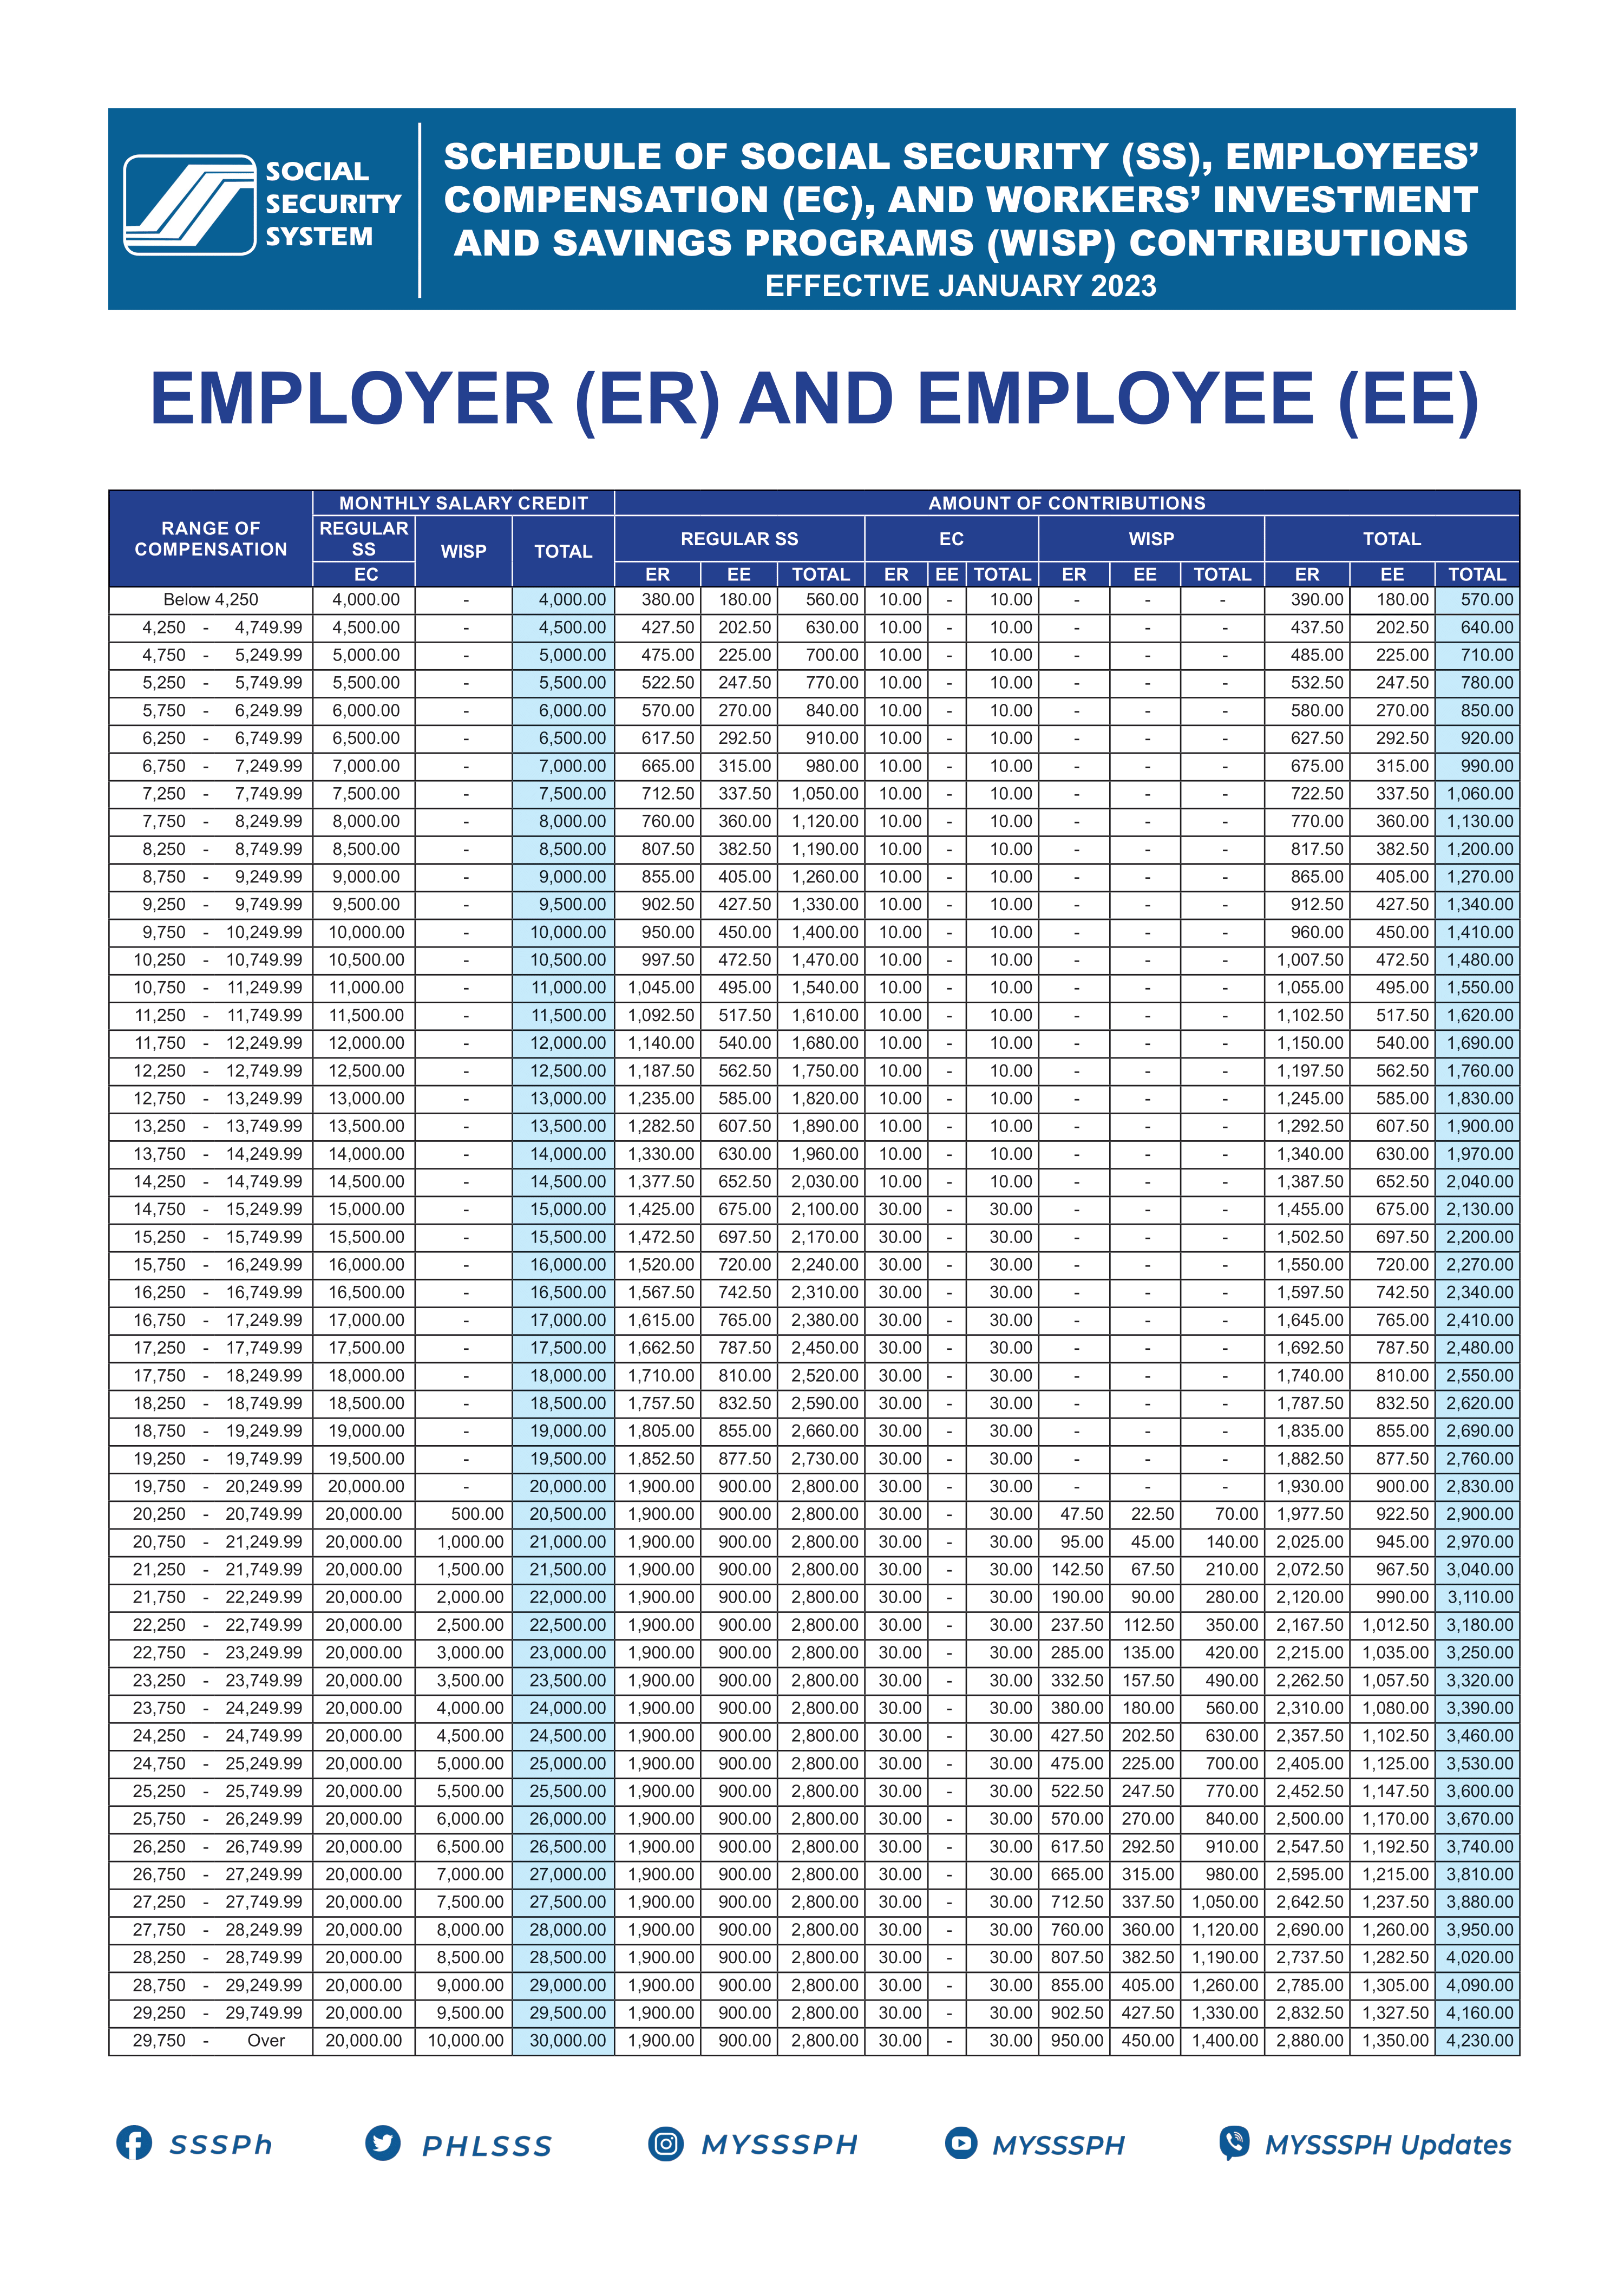 SOCIAL
SECURITY
SYSTEM
SCHEDULE OF SOCIAL SECURITY (SS), EMPLOYEES’
COMPENSATION (EC), AND WORKERS’ INVESTMENT
AND SAVINGS PROGRAMS (WISP) CONTRIBUTIONS
EFFECTIVE JANUARY 2023
EMPLOYER (ER) AND EMPLOYEE (EE)
RANGE OF COMPENSATION MONTHLY SALARY CREDIT AMOUNT OF CONTRIBUTIONS
REGULAR SS WISP TOTAL REGULAR SS EC WISP TOTAL
EC ER EE TOTAL ER EE TOTAL ER EE TOTAL ER EE TOTAL
Below 4,250 4,000.00 - 4,000.00 380.00 180.00 560.00 10.00 - 10.00 - - - 390.00 180.00 570.00
4,250 - 4,749.99 4,500.00 - 4,500.00 427.50 202.50 630.00 10.00 - 10.00 - - - 437.50 202.50 640.00
4,750 - 5,249.99 5,000.00 - 5,000.00 475.00 225.00 700.00 10.00 - 10.00 - - - 485.00 225.00 710.00
5,250 - 5,749.99 5,500.00 - 5,500.00 522.50 247.50 770.00 10.00 - 10.00 - - - 532.50 247.50 780.00
5,750 - 6,249.99 6,000.00 - 6,000.00 570.00 270.00 840.00 10.00 - 10.00 - - - 580.00 270.00 850.00
6,250 - 6,749.99 6,500.00 - 6,500.00 617.50 292.50 910.00 10.00 - 10.00 - - - 627.50 292.50 920.00
6,750 - 7,249.99 7,000.00 - 7,000.00 665.00 315.00 980.00 10.00 - 10.00 - - - 675.00 315.00 990.00
7,250 - 7,749.99 7,500.00 - 7,500.00 712.50 337.50 1,050.00 10.00 - 10.00 - - - 722.50 337.50 1,060.00
7,750 - 8,249.99 8,000.00 - 8,000.00 760.00 360.00 1,120.00 10.00 - 10.00 - - - 770.00 360.00 1,130.00
8,250 - 8,749.99 8,500.00 - 8,500.00 807.50 382.50 1,190.00 10.00 - 10.00 - - - 817.50 382.50 1,200.00
8,750 - 9,249.99 9,000.00 - 9,000.00 855.00 405.00 1,260.00 10.00 - 10.00 - - - 865.00 405.00 1,270.00
9,250 - 9,749.99 9,500.00 - 9,500.00 902.50 427.50 1,330.00 10.00 - 10.00 - - - 912.50 427.50 1,340.00
9,750 - 10,249.99 10,000.00 - 10,000.00 950.00 450.00 1,400.00 10.00 - 10.00 - - - 960.00 450.00 1,410.00
10,250 - 10,749.99 10,500.00 - 10,500.00 997.50 472.50 1,470.00 10.00 - 10.00 - - - 1,007.50 472.50 1,480.00
10,750 - 11,249.99 11,000.00 - 11,000.00 1,045.00 495.00 1,540.00 10.00 - 10.00 - - - 1,055.00 495.00 1,550.00
11,250 - 11,749.99 11,500.00 - 11,500.00 1,092.50 517.50 1,610.00 10.00 - 10.00 - - - 1,102.50 517.50 1,620.00
11,750 - 12,249.99 12,000.00 - 12,000.00 1,140.00 540.00 1,680.00 10.00 - 10.00 - - - 1,150.00 540.00 1,690.00
12,250 - 12,749.99 12,500.00 - 12,500.00 1,187.50 562.50 1,750.00 10.00 - 10.00 - - - 1,197.50 562.50 1,760.00
12,750 - 13,249.99 13,000.00 - 13,000.00 1,235.00 585.00 1,820.00 10.00 - 10.00 - - - 1,245.00 585.00 1,830.00
13,250 - 13,749.99 13,500.00 - 13,500.00 1,282.50 607.50 1,890.00 10.00 - 10.00 - - - 1,292.50 607.50 1,900.00
13,750 - 14,249.99 14,000.00 - 14,000.00 1,330.00 630.00 1,960.00 10.00 - 10.00 - - - 1,340.00 630.00 1,970.00
14,250 - 14,749.99 14,500.00 - 14,500.00 1,377.50 652.50 2,030.00 10.00 - 10.00 - - - 1,387.50 652.50 2,040.00
14,750 - 15,249.99 15,000.00 - 15,000.00 1,425.00 675.00 2,100.00 30.00 - 30.00 - - - 1,455.00 675.00 2,130.00
15,250 - 15,749.99 15,500.00 - 15,500.00 1,472.50 697.50 2,170.00 30.00 - 30.00 - - - 1,502.50 697.50 2,200.00
15,750 - 16,249.99 16,000.00 - 16,000.00 1,520.00 720.00 2,240.00 30.00 - 30.00 - - - 1,550.00 720.00 2,270.00
16,250 - 16,749.99 16,500.00 - 16,500.00 1,567.50 742.50 2,310.00 30.00 - 30.00 - - - 1,597.50 742.50 2,340.00
16,750 - 17,249.99 17,000.00 - 17,000.00 1,615.00 765.00 2,380.00 30.00 - 30.00 - - - 1,645.00 765.00 2,410.00
17,250 - 17,749.99 17,500.00 - 17,500.00 1,662.50 787.50 2,450.00 30.00 - 30.00 - - - 1,692.50 787.50 2,480.00
17,750 - 18,249.99 18,000.00 - 18,000.00 1,710.00 810.00 2,520.00 30.00 - 30.00 - - - 1,740.00 810.00 2,550.00
18,250 - 18,749.99 18,500.00 - 18,500.00 1,757.50 832.50 2,590.00 30.00 - 30.00 - - - 1,787.50 832.50 2,620.00
18,750 - 19,249.99 19,000.00 - 19,000.00 1,805.00 855.00 2,660.00 30.00 - 30.00 - - - 1,835.00 855.00 2,690.00
19,250 - 19,749.99 19,500.00 - 19,500.00 1,852.50 877.50 2,730.00 30.00 - 30.00 - - - 1,882.50 877.50 2,760.00
19,750 - 20,249.99 20,000.00 - 20,000.00 1,900.00 900.00 2,800.00 30.00 - 30.00 - - - 1,930.00 900.00 2,830.00
20,250 - 20,749.99 20,000.00 500.00 20,500.00 1,900.00 900.00 2,800.00 30.00 - 30.00 47.50 22.50 70.00 1,977.50 922.50 2,900.00
20,750 - 21,249.99 20,000.00 1,000.00 21,000.00 1,900.00 900.00 2,800.00 30.00 - 30.00 95.00 45.00 140.00 2,025.00 945.00 2,970.00
21,250 - 21,749.99 20,000.00 1,500.00 21,500.00 1,900.00 900.00 2,800.00 30.00 - 30.00 142.50 67.50 210.00 2,072.50 967.50 3,040.00
21,750 - 22,249.99 20,000.00 2,000.00 22,000.00 1,900.00 900.00 2,800.00 30.00 - 30.00 190.00 90.00 280.00 2,120.00 990.00 3,110.00
22,250 - 22,749.99 20,000.00 2,500.00 22,500.00 1,900.00 900.00 2,800.00 30.00 - 30.00 237.50 112.50 350.00 2,167.50 1,012.50 3,180.00
22,750 - 23,249.99 20,000.00 3,000.00 23,000.00 1,900.00 900.00 2,800.00 30.00 - 30.00 285.00 135.00 420.00 2,215.00 1,035.00 3,250.00
23,250 - 23,749.99 20,000.00 3,500.00 23,500.00 1,900.00 900.00 2,800.00 30.00 - 30.00 332.50 157.50 490.00 2,262.50 1,057.50 3,320.00
23,750 - 24,249.99 20,000.00 4,000.00 24,000.00 1,900.00 900.00 2,800.00 30.00 - 30.00 380.00 180.00 560.00 2,310.00 1,080.00 3,390.00
24,250 - 24,749.99 20,000.00 4,500.00 24,500.00 1,900.00 900.00 2,800.00 30.00 - 30.00 427.50 202.50 630.00 2,357.50 1,102.50 3,460.00
24,750 - 25,249.99 20,000.00 5,000.00 25,000.00 1,900.00 900.00 2,800.00 30.00 - 30.00 475.00 225.00 700.00 2,405.00 1,125.00 3,530.00
25,250 - 25,749.99 20,000.00 5,500.00 25,500.00 1,900.00 900.00 2,800.00 30.00 - 30.00 522.50 247.50 770.00 2,452.50 1,147.50 3,600.00
25,750 - 26,249.99 20,000.00 6,000.00 26,000.00 1,900.00 900.00 2,800.00 30.00 - 30.00 570.00 270.00 840.00 2,500.00 1,170.00 3,670.00
26,250 - 26,749.99 20,000.00 6,500.00 26,500.00 1,900.00 900.00 2,800.00 30.00 - 30.00 617.50 292.50 910.00 2,547.50 1,192.50 3,740.00
26,750 - 27,249.99 20,000.00 7,000.00 27,000.00 1,900.00 900.00 2,800.00 30.00 - 30.00 665.00 315.00 980.00 2,595.00 1,215.00 3,810.00
27,250 - 27,749.99 20,000.00 7,500.00 27,500.00 1,900.00 900.00 2,800.00 30.00 - 30.00 712.50 337.50 1,050.00 2,642.50 1,237.50 3,880.00
27,750 - 28,249.99 20,000.00 8,000.00 28,000.00 1,900.00 900.00 2,800.00 30.00 - 30.00 760.00 360.00 1,120.00 2,690.00 1,260.00 3,950.00
28,250 - 28,749.99 20,000.00 8,500.00 28,500.00 1,900.00 900.00 2,800.00 30.00 - 30.00 807.50 382.50 1,190.00 2,737.50 1,282.50 4,020.00
28,750 - 29,249.99 20,000.00 9,000.00 29,000.00 1,900.00 900.00 2,800.00 30.00 - 30.00 855.00 405.00 1,260.00 2,785.00 1,305.00 4,090.00
29,250 - 29,749.99 20,000.00 9,500.00 29,500.00 1,900.00 900.00 2,800.00 30.00 - 30.00 902.50 427.50 1,330.00 2,832.50 1,327.50 4,160.00
29,750 - Over 20,000.00 10,000.00 30,000.00 1,900.00 900.00 2,800.00 30.00 - 30.00 950.00 450.00 1,400.00 2,880.00 1,350.00 4,230.00
SSSPh PHLSSS MYSSSPH MYSSSPH MYSSSPH Updates